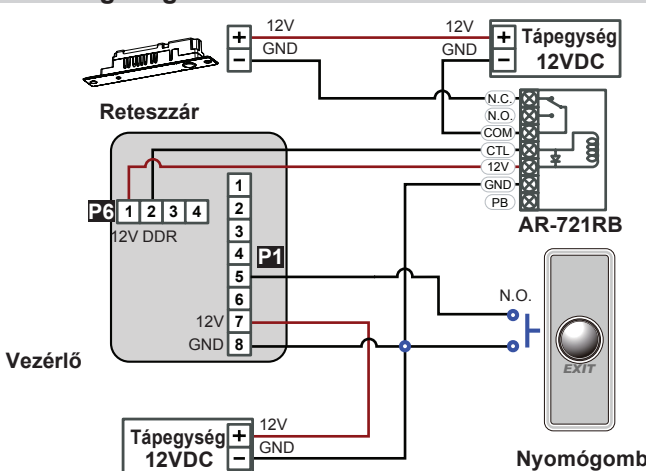 12V
GND
+
−
12V
GND
+
−
Tápegység
12VDC
Reteszzár
N.C.
N.O.
COM
CTL
12V
GND
PB
AR-721RB
P6
1 2 3 4
12V DDR
1
2
3
4
5
6
7
8
P1
12V
GND
Vezérlő
N.O.
EXIT
Nyomógomb
Tápegység
12VDC
+
−
12V
GND